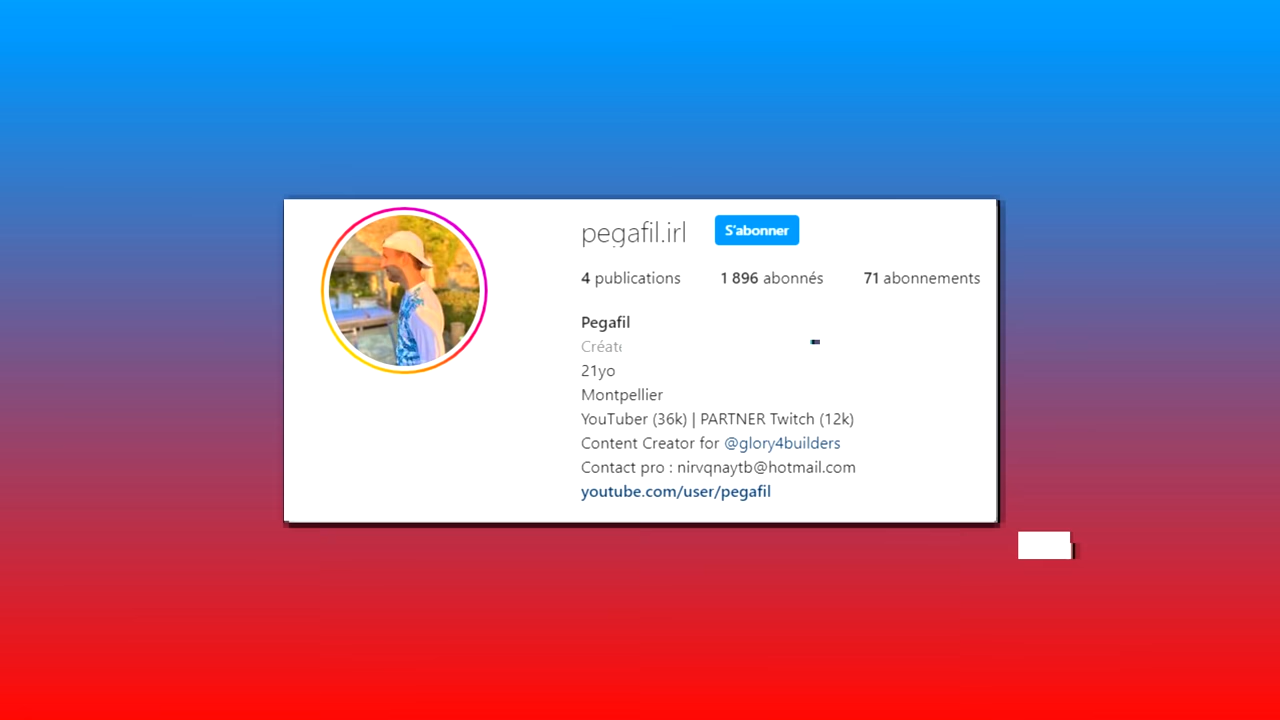 pegafil.irl S'abonner
4 publications 1 896 abonnés 71 abonnements
Pegafil
21yo
Montpellier
YouTuber (36k) | PARTNER Twitch (12k)
Content Creator for @glory4builders
Contact pro : nirvqnaytb@hotmail.com
youtube.com/user/pegafil